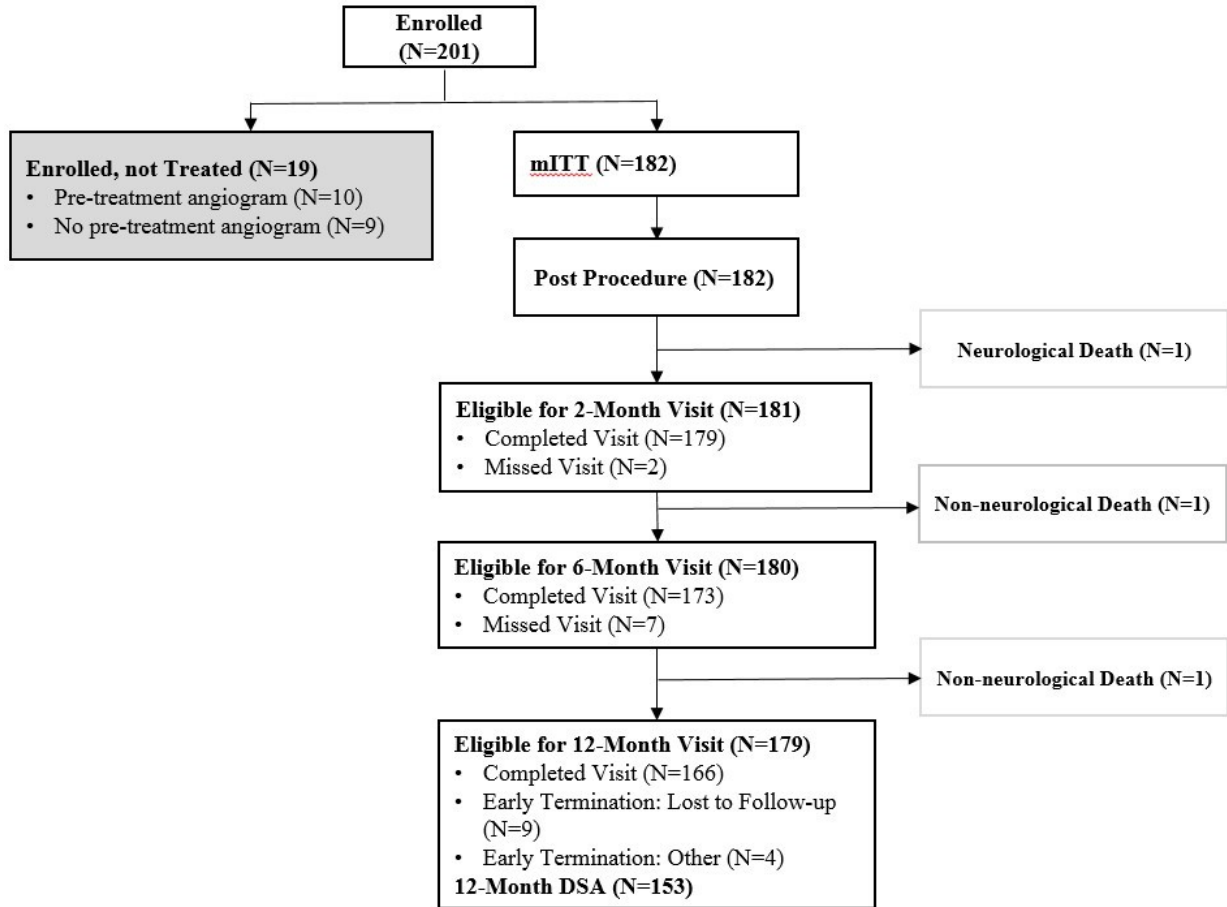 Enrolled
(N=201)
Enrolled, not Treated (N=19)
• Pre-treatment angiogram (N=10)
• No pre-treatment angiogram (N=9)
mITT (N=182)
Post Procedure (N=182)
Neurological Death (N=1)
Eligible for 2-Month Visit (N=181)
• Completed Visit (N=179)
• Missed Visit (N=2)
Non-neurological Death (N=1)
Eligible for 6-Month Visit (N=180)
• Completed Visit (N=173)
• Missed Visit (N=7)
Non-neurological Death (N=1)
Eligible for 12-Month Visit (N=179)
• Completed Visit (N=166)
• Early Termination: Lost to Follow-up
(N=9)
• Early Termination: Other (N=4)
12-Month DSA (N=153)